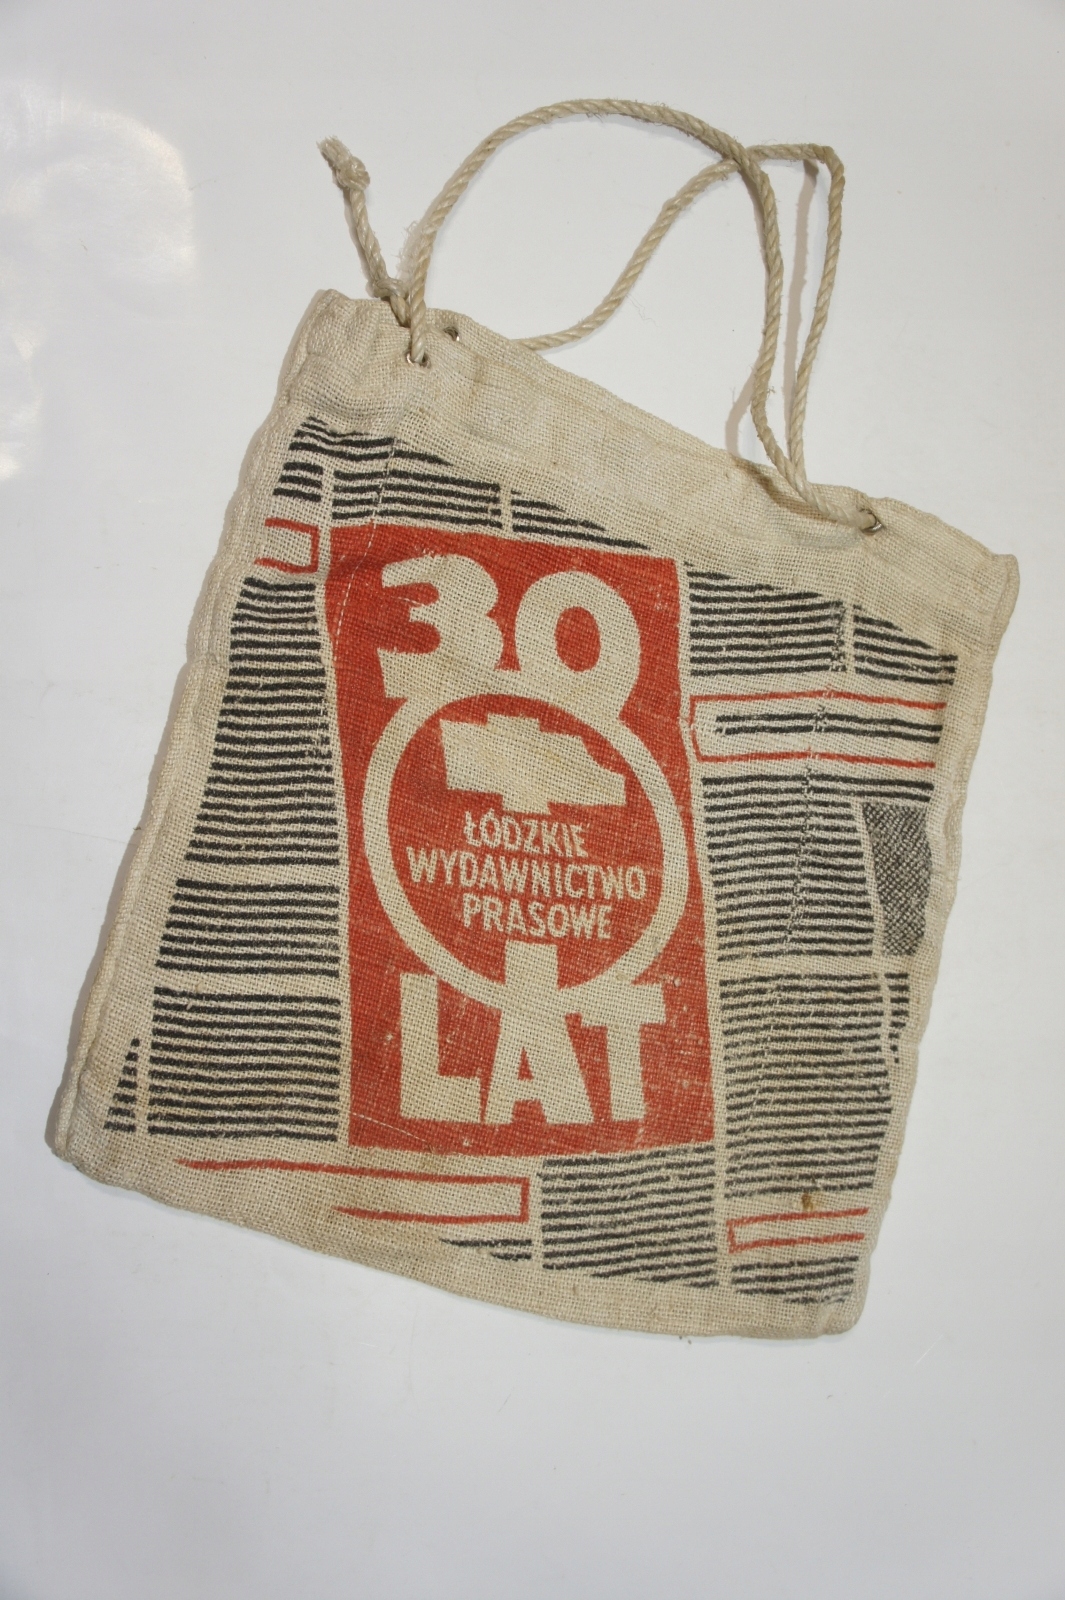 30
ŁÓDZKIE
WYDAWNICTWO
PRASOWE
LAT